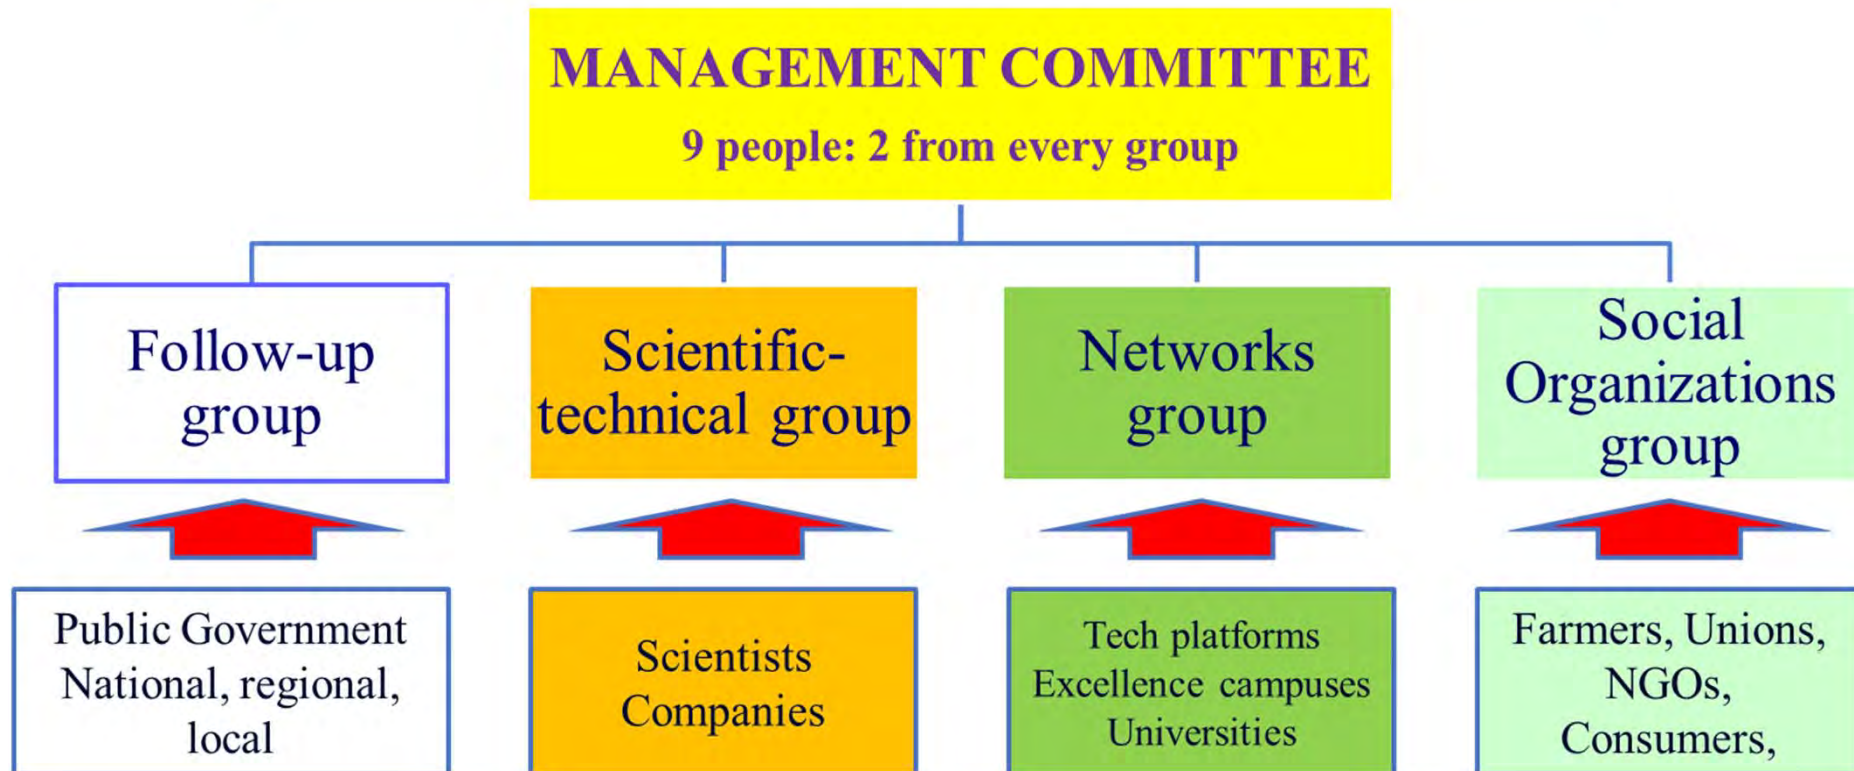 MANAGEMENT COMMITTEE
9 people: 2 from every group
Follow-up
group
Scientific-
technical group
Networks
group
Social
Organizations
group
Public Government
National, regional,
local
Scientists
Companies
Tech platforms
Excellence campuses
Universities
Farmers, Unions,
NGOs,
Consumers,